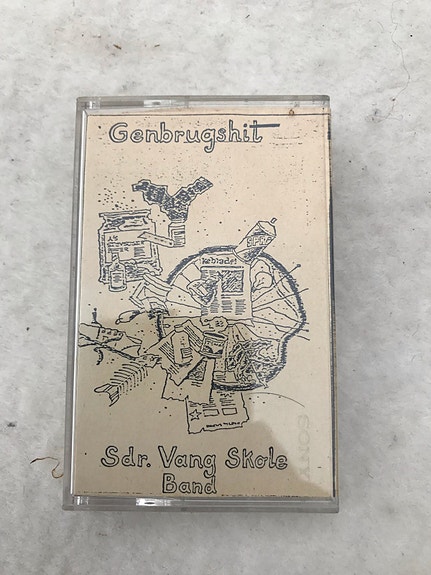 Genbrugshit
Sdr. Vang Skole
Band